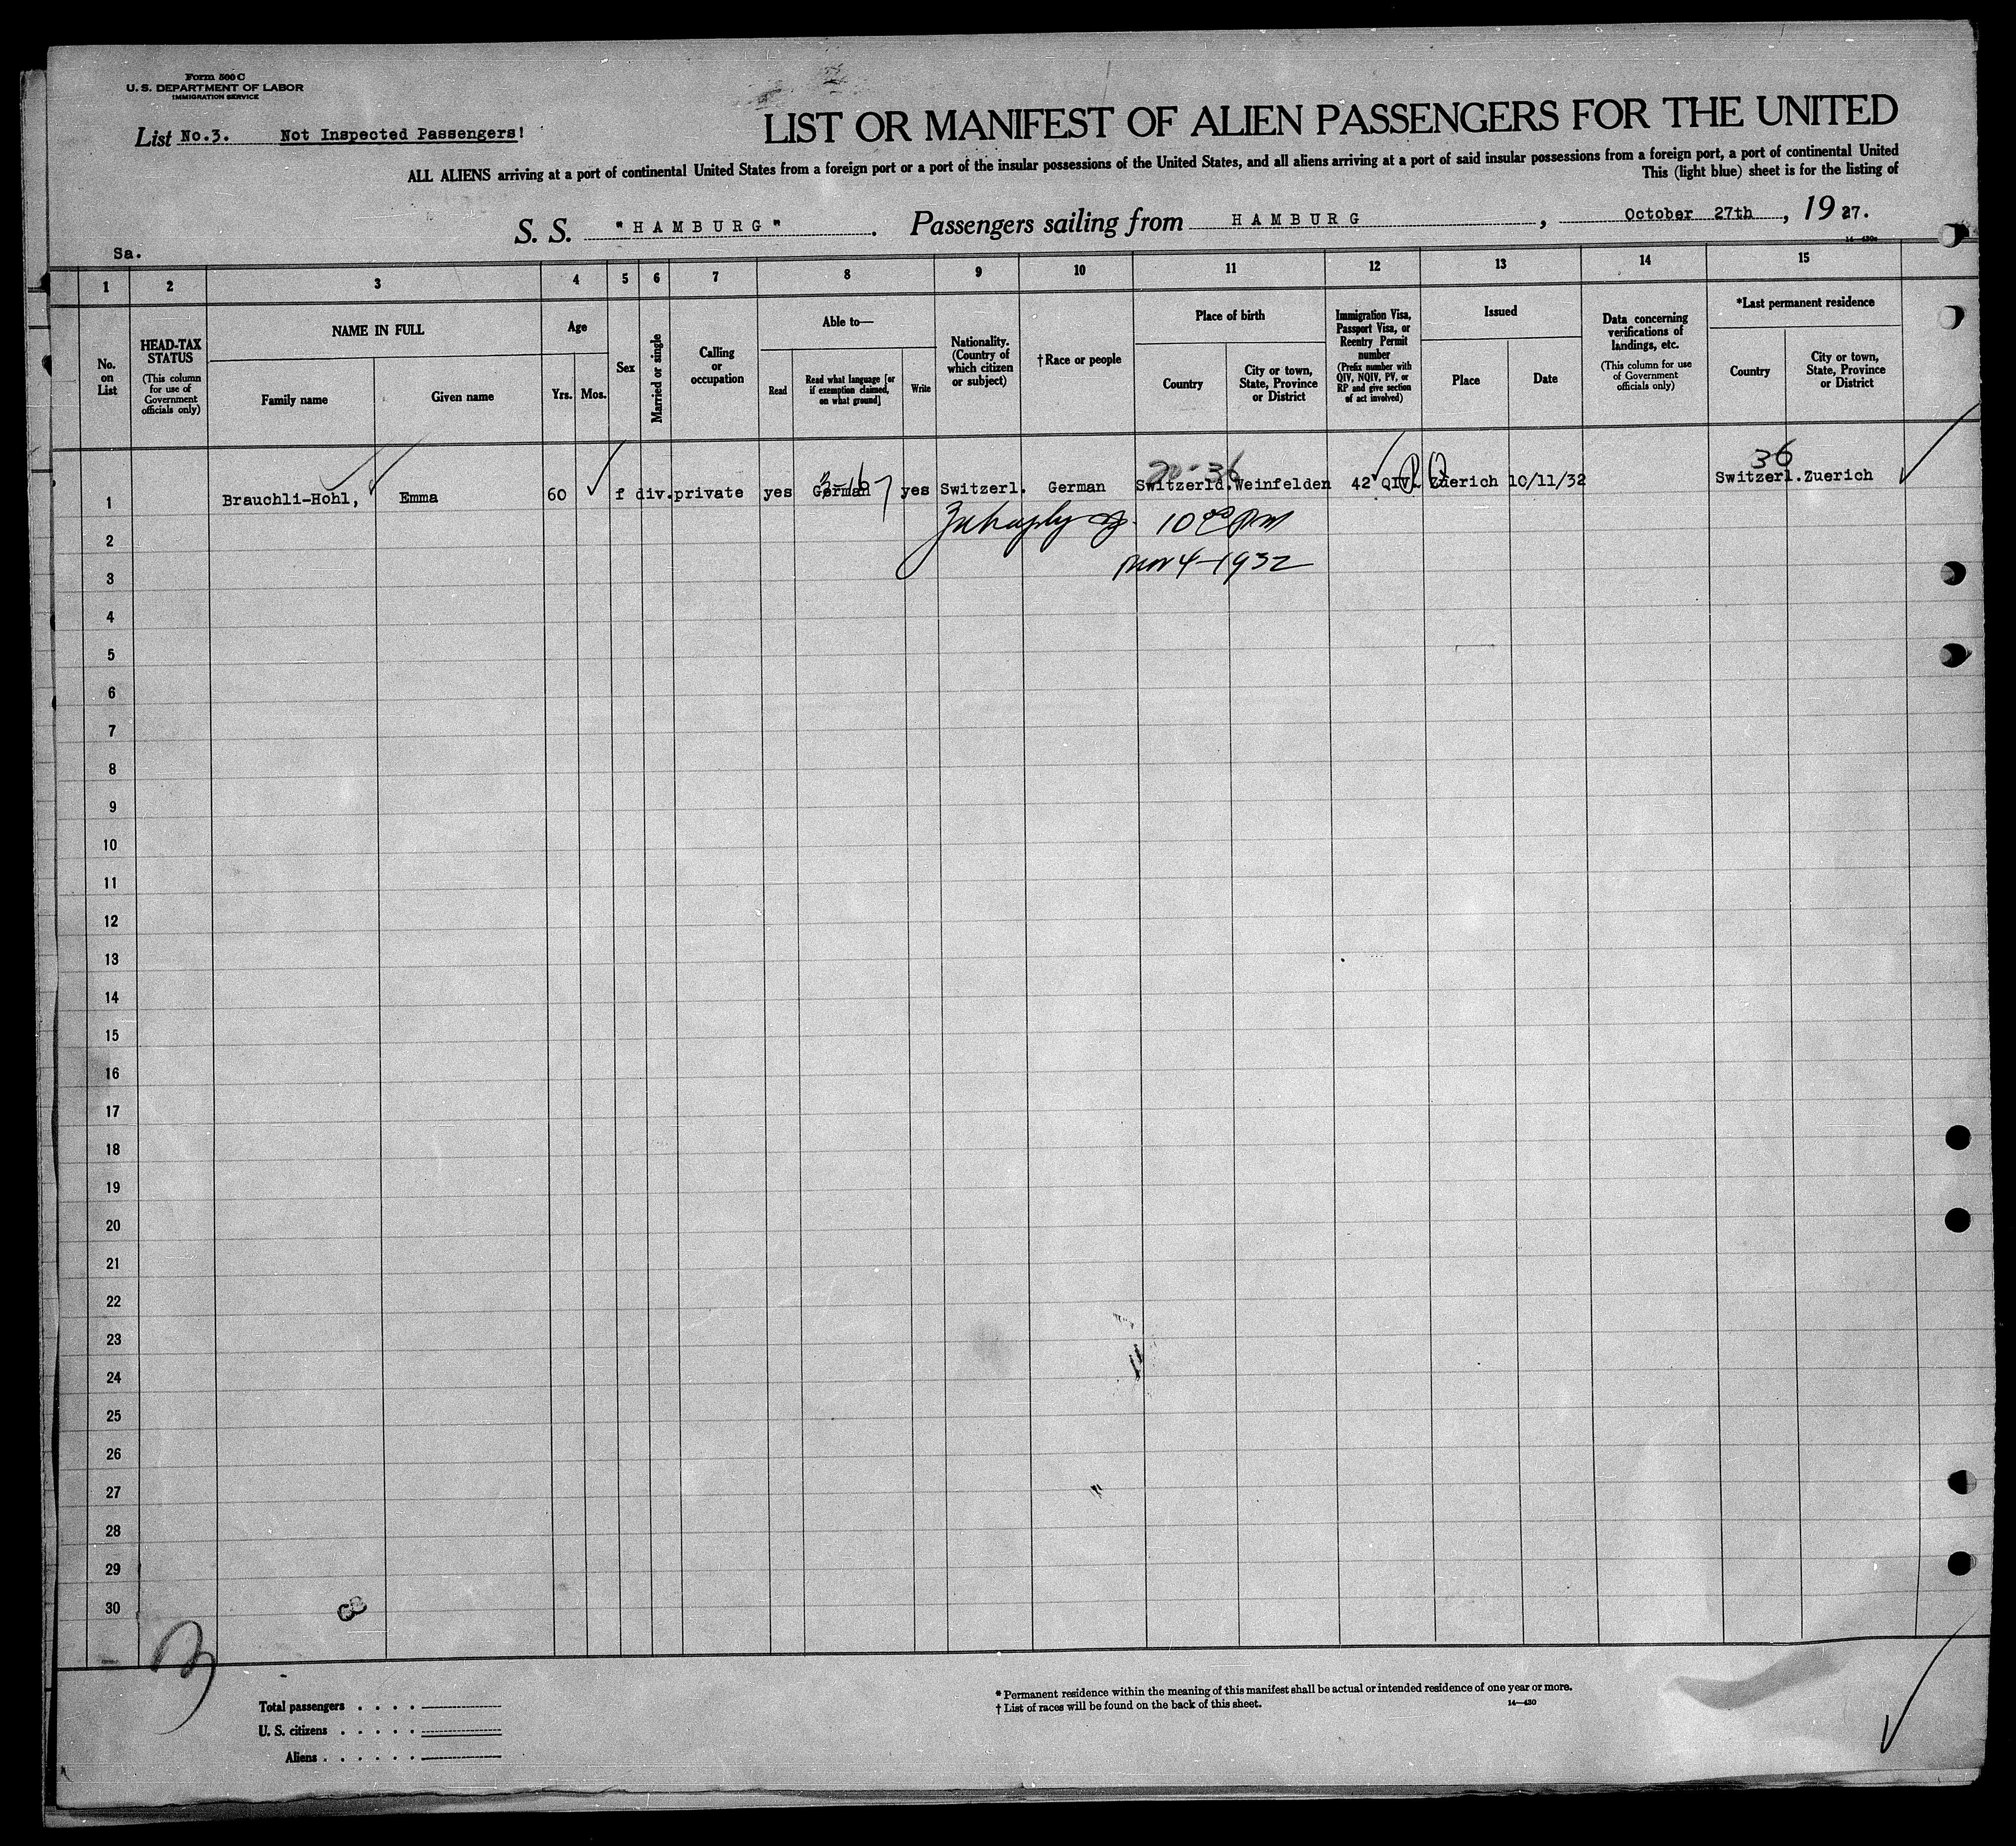 Form 500 C
U. S. DEPARTMENT OF LABOR
IMMIGRATION SERVICE
List No.3. Not Inspected Passengers!
LIST OR MANIFEST OF ALIEN PASSENGERS FOR THE UNITED
ALL ALIENS arriving at a port of continental United States from a foreign port or a port of the insular possessions of the United States, and all aliens arriving at a port of said insular possessions from a foreign port, a port of continental United
This (light blue) sheet is for the listing of
S. S. "HAMBURG". Passengers sailing from HAMBURG, October 27th, 1927.
Sa.
14—430
1 2 3 4 5 6 7 8 9 10 11 12 13 14 15
No. on List
HEAD-TAX STATUS
(This column for use of Government officials only)
NAME IN FULL
Family name
Given name
Age
Yrs.
Mos.
Sex
Married or single
Calling or occupation
Able to—
Read
Read what language [or if exemption claimed, on what ground]
Write
Nationality. (Country of which citizen or subject)
†Race or people
Place of birth
Country
City or town, State, Province or District
Immigration Visa, Passport Visa, or Reentry Permit number
(Prefix number with QIV, NQIV, PV, or RP and give section of act involved)
Issued
Place
Date
Data concerning verifications of landings, etc.
(This column for use of Government officials only)
*Last permanent residence
Country
City or town, State, Province or District
20-36
36
3-16
1 Brauchli-Hohl, Emma 60 f div. private yes German yes Switzerl. German Switzerld. Weinfelden 42 QIV. Zuerich 10/11/32 Switzerl. Zuerich
2 10 00 PM
3 Nov 4-1932
4
5
6
7
8
9
10
11
12
13
14
15
16
17
18
19
20
21
22
23
24
25
26
27
28
29
30
Total passengers . . . .
U. S. citizens . . . . .
Aliens . . . . . .
* Permanent residence within the meaning of this manifest shall be actual or intended residence of one year or more.
† List of races will be found on the back of this sheet.
14—430